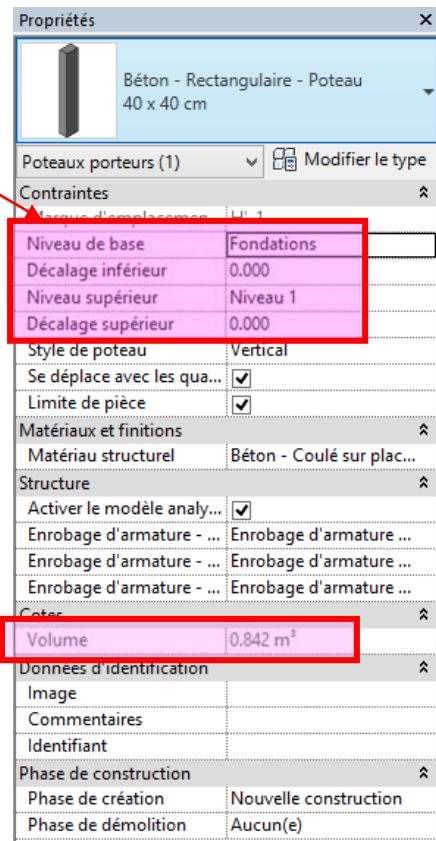 Propriétés
Béton - Rectangulaire - Poteau
40 x 40 cm
Poteaux porteurs (1) Modifier le type
Contraintes
Marque d'emplacemen... H'-1
Niveau de base Fondations
Décalage inférieur 0.000
Niveau supérieur Niveau 1
Décalage supérieur 0.000
Style de poteau Vertical
Se déplace avec les qua...
Limite de pièce
Matériaux et finitions
Matériau structurel Béton - Coulé sur plac...
Structure
Activer le modèle analy...
Enrobage d'armature - ... Enrobage d'armature ...
Enrobage d'armature - ... Enrobage d'armature ...
Enrobage d'armature - ... Enrobage d'armature ...
Cotes
Volume 0.842 m³
Données d'identification
Image
Commentaires
Identifiant
Phase de construction
Phase de création Nouvelle construction
Phase de démolition Aucun(e)